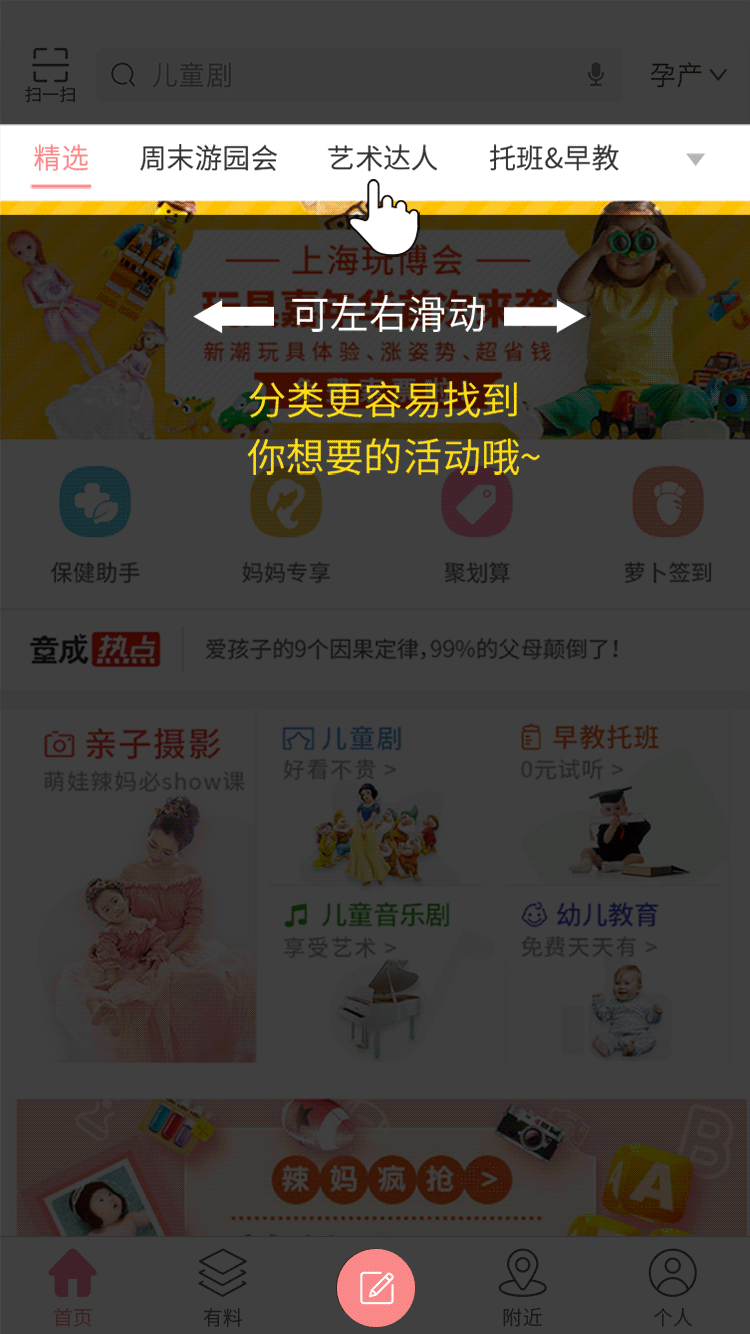 儿童剧
孕产
扫一扫
精选 周末游园会 艺术达人 托班&早教
上海玩博会
可左右滑动
新潮玩具体验、涨姿势、超省钱
分类更容易找到
你想要的活动哦~
保健助手 妈妈专享 聚划算 萝卜签到
童成热点 爱孩子的9个因果定律，99%的父母颠倒了！
亲子摄影
萌娃辣妈必show课
儿童剧
好看不贵 >
早教托班
0元试听 >
儿童音乐剧
享受艺术 >
幼儿教育
免费天天有 >
辣妈疯抢 >
首页 有料 附近 个人